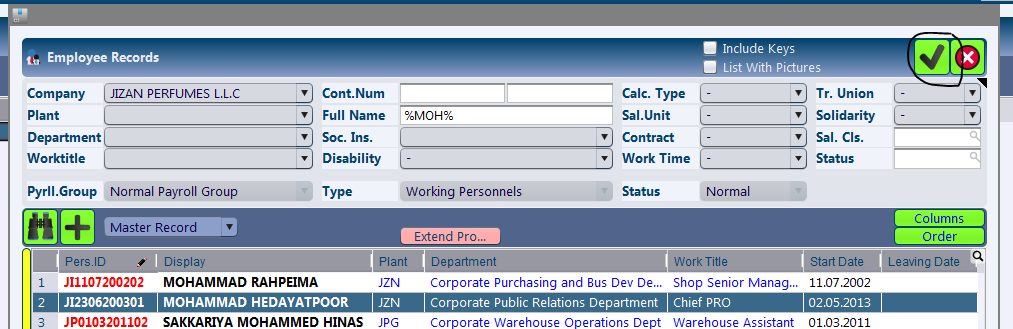 Employee Records
Include Keys
List With Pictures
Company JIZAN PERFUMES L.L.C Cont.Num Calc. Type - Tr. Union -
Plant Full Name %MOH% Sal.Unit - Solidarity -
Department Soc. Ins. Contract - Sal. Cls.
Worktitle Disability - Work Time - Status
Pyrll.Group Normal Payroll Group Type Working Personnels Status Normal
Master Record Columns
Extend Pro... Order
Pers.ID Display Plant Department Work Title Start Date Leaving Date
1 JI1107200202 MOHAMMAD RAHPEIMA JZN Corporate Purchasing and Bus Dev De... Shop Senior Manag... 11.07.2002
2 JI2306200301 MOHAMMAD HEDAYATPOOR JZN Corporate Public Relations Department Chief PRO 02.05.2013
3 JP0103201102 SAKKARIYA MOHAMMED HINAS JPG Corporate Warehouse Operations Dept Warehouse Assistant 01.03.2011